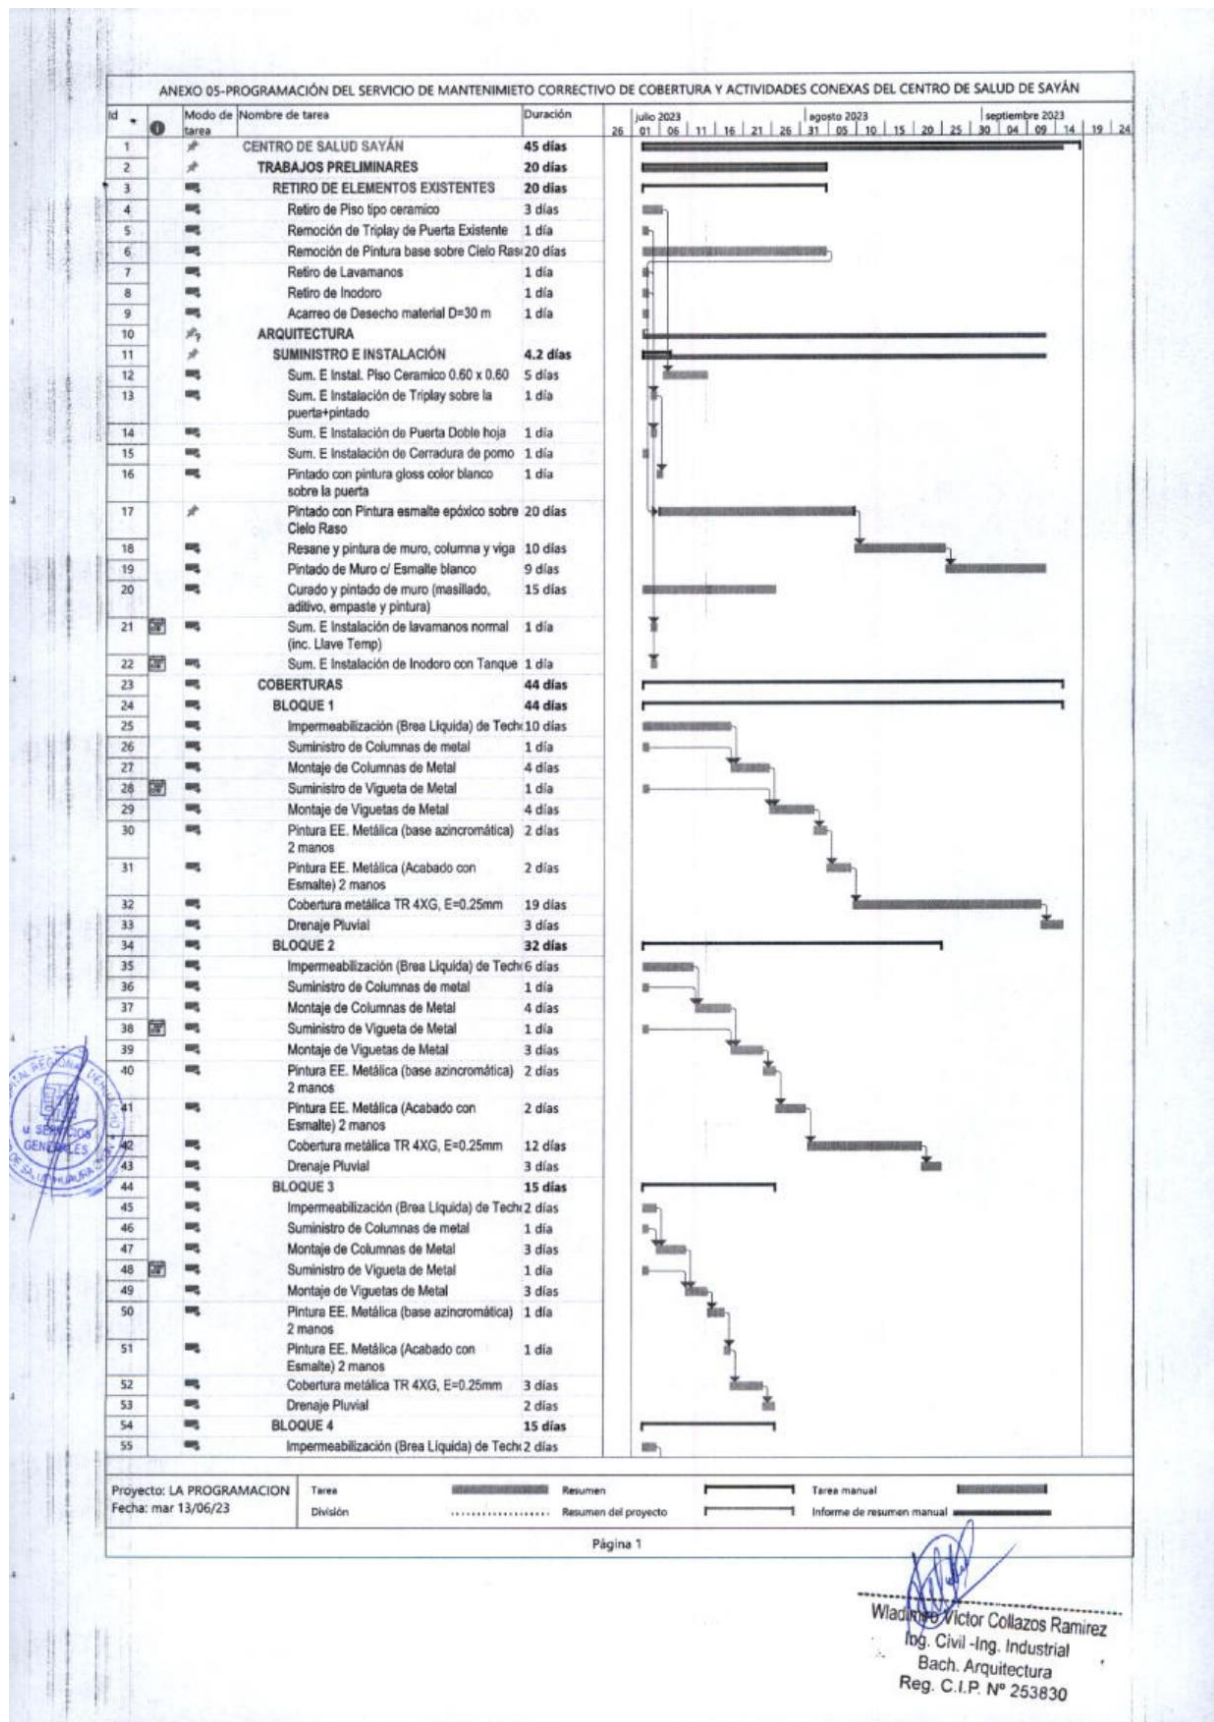 ANEXO 05-PROGRAMACIÓN DEL SERVICIO DE MANTENIMIETO CORRECTIVO DE COBERTURA Y ACTIVIDADES CONEXAS DEL CENTRO DE SALUD DE SAYÁN
Id Modo de tarea Nombre de tarea Duración
julio 2023 agosto 2023 septiembre 2023
26 01 06 11 16 21 26 31 05 10 15 20 25 30 04 09 14 19 24
1 CENTRO DE SALUD SAYÁN 45 días
2 TRABAJOS PRELIMINARES 20 días
3 RETIRO DE ELEMENTOS EXISTENTES 20 días
4 Retiro de Piso tipo ceramico 3 días
5 Remoción de Triplay de Puerta Existente 1 día
6 Remoción de Pintura base sobre Cielo Ras 20 días
7 Retiro de Lavamanos 1 día
8 Retiro de Inodoro 1 día
9 Acarreo de Desecho material D=30 m 1 día
10 ARQUITECTURA
11 SUMINISTRO E INSTALACIÓN 4.2 días
12 Sum. E Instal. Piso Ceramico 0.60 x 0.60 5 días
13 Sum. E Instalación de Triplay sobre la 1 día
puerta+pintado
14 Sum. E Instalación de Puerta Doble hoja 1 día
15 Sum. E Instalación de Cerradura de pomo 1 día
16 Pintado con pintura gloss color blanco 1 día
sobre la puerta
17 Pintado con Pintura esmalte epóxico sobre 20 días
Cielo Raso
18 Resane y pintura de muro, columna y viga 10 días
19 Pintado de Muro c/ Esmalte blanco 9 días
20 Curado y pintado de muro (masillado, 15 días
aditivo, empaste y pintura)
21 Sum. E Instalación de lavamanos normal 1 día
(inc. Llave Temp)
22 Sum. E Instalación de Inodoro con Tanque 1 día
23 COBERTURAS 44 días
24 BLOQUE 1 44 días
25 Impermeabilización (Brea Líquida) de Tech 10 días
26 Suministro de Columnas de metal 1 día
27 Montaje de Columnas de Metal 4 días
28 Suministro de Vigueta de Metal 1 día
29 Montaje de Viguetas de Metal 4 días
30 Pintura EE. Metálica (base azincromática) 2 días
2 manos
31 Pintura EE. Metálica (Acabado con 2 días
Esmalte) 2 manos
32 Cobertura metálica TR 4XG, E=0.25mm 19 días
33 Drenaje Pluvial 3 días
34 BLOQUE 2 32 días
35 Impermeabilización (Brea Líquida) de Tech 6 días
36 Suministro de Columnas de metal 1 día
37 Montaje de Columnas de Metal 4 días
38 Suministro de Vigueta de Metal 1 día
39 Montaje de Viguetas de Metal 3 días
40 Pintura EE. Metálica (base azincromática) 2 días
2 manos
41 Pintura EE. Metálica (Acabado con 2 días
Esmalte) 2 manos
42 Cobertura metálica TR 4XG, E=0.25mm 12 días
43 Drenaje Pluvial 3 días
44 BLOQUE 3 15 días
45 Impermeabilización (Brea Líquida) de Tech 2 días
46 Suministro de Columnas de metal 1 día
47 Montaje de Columnas de Metal 3 días
48 Suministro de Vigueta de Metal 1 día
49 Montaje de Viguetas de Metal 3 días
50 Pintura EE. Metálica (base azincromática) 1 día
2 manos
51 Pintura EE. Metálica (Acabado con 1 día
Esmalte) 2 manos
52 Cobertura metálica TR 4XG, E=0.25mm 3 días
53 Drenaje Pluvial 2 días
54 BLOQUE 4 15 días
55 Impermeabilización (Brea Líquida) de Tech 2 días
U. SERVICIOS
GENERALES
Proyecto: LA PROGRAMACION
Fecha: mar 13/06/23
Tarea Resumen Tarea manual
División Resumen del proyecto Informe de resumen manual
Página 1
Wladimiro Victor Collazos Ramirez
Ing. Civil -Ing. Industrial
Bach. Arquitectura
Reg. C.I.P. Nº 253830